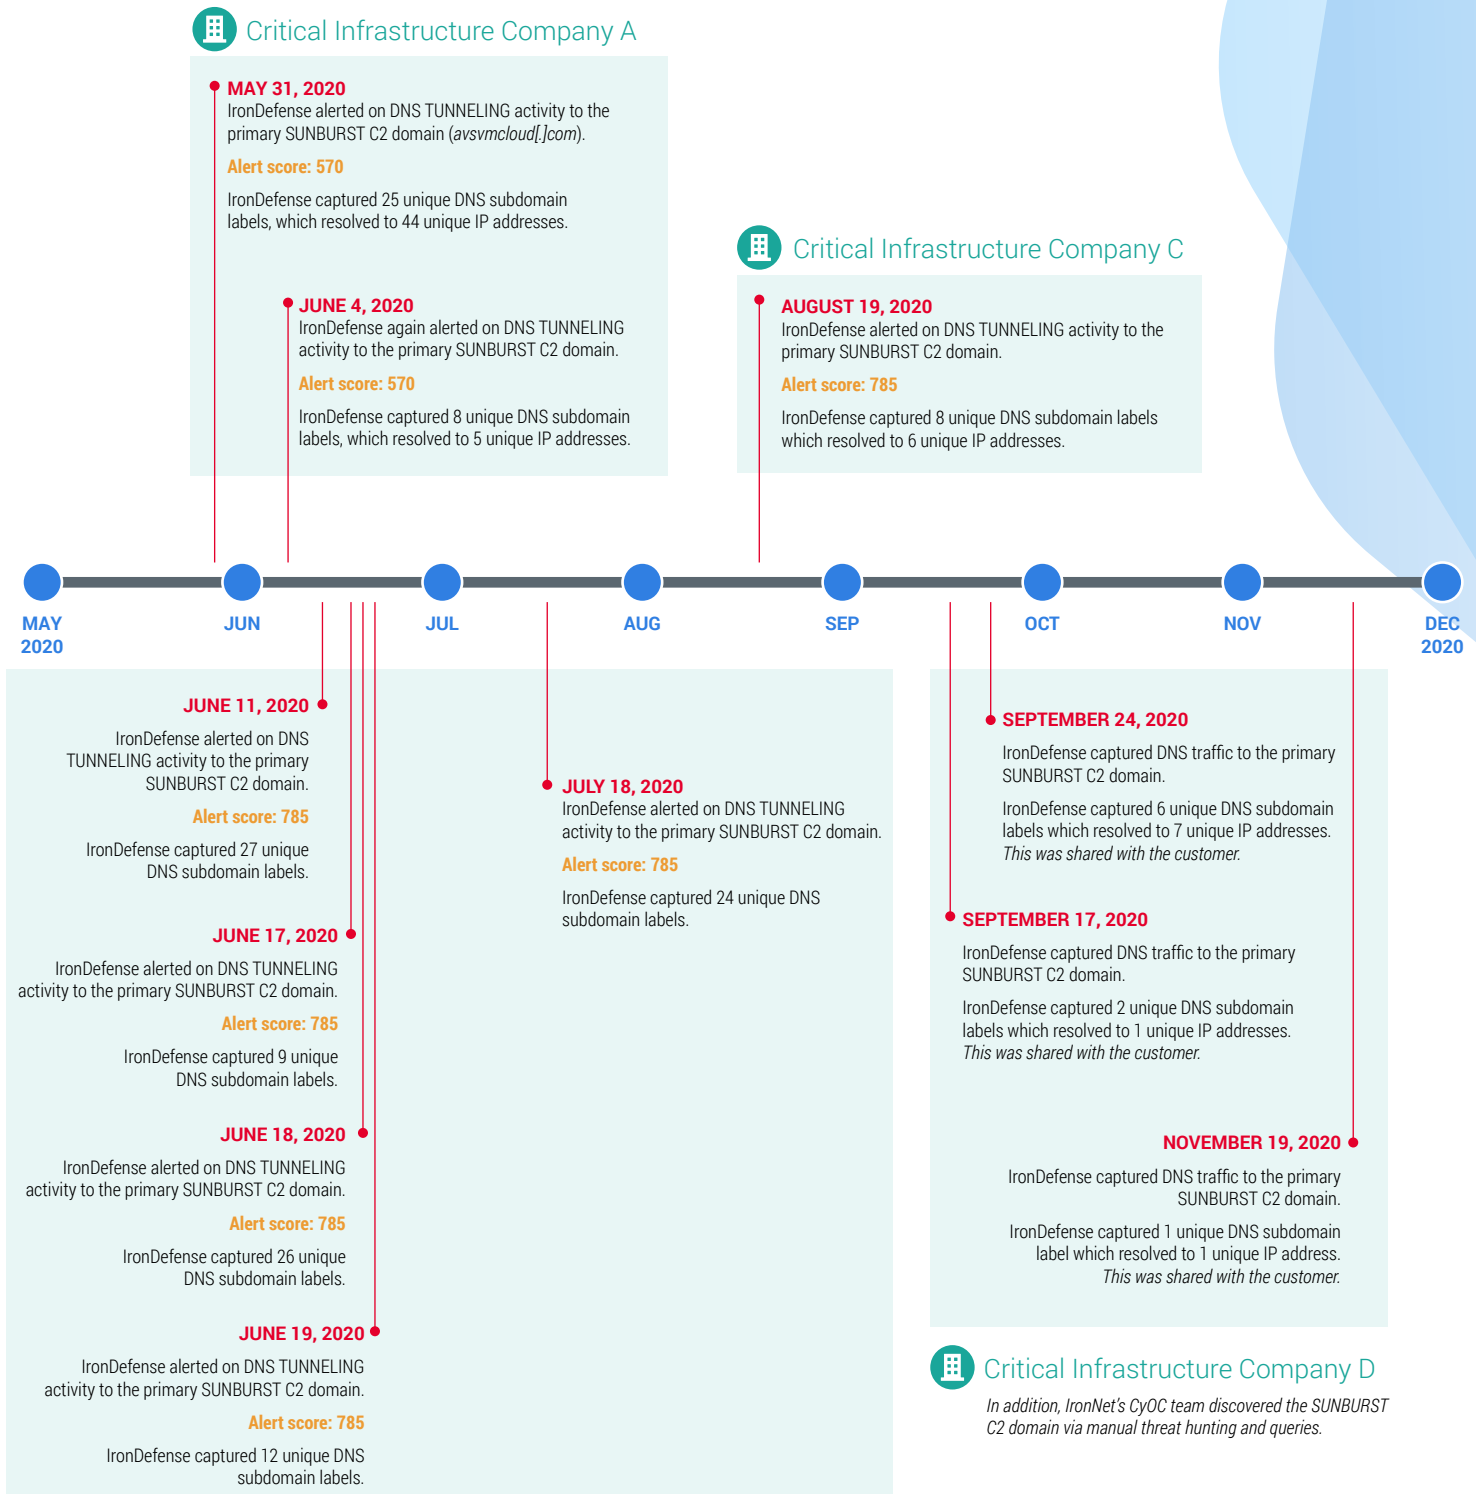 Critical Infrastructure Company A
MAY 31, 2020
IronDefense alerted on DNS TUNNELING activity to the
primary SUNBURST C2 domain (avsvmcloud[.]com).
Alert score: 570
IronDefense captured 25 unique DNS subdomain
labels, which resolved to 44 unique IP addresses.
JUNE 4, 2020
IronDefense again alerted on DNS TUNNELING
activity to the primary SUNBURST C2 domain.
Alert score: 570
IronDefense captured 8 unique DNS subdomain
labels, which resolved to 5 unique IP addresses.
Critical Infrastructure Company C
AUGUST 19, 2020
IronDefense alerted on DNS TUNNELING activity to the
primary SUNBURST C2 domain.
Alert score: 785
IronDefense captured 8 unique DNS subdomain labels
which resolved to 6 unique IP addresses.
MAY
2020
JUN
JUL
AUG
SEP
OCT
NOV
DEC
2020
JUNE 11, 2020
IronDefense alerted on DNS
TUNNELING activity to the primary
SUNBURST C2 domain.
Alert score: 785
IronDefense captured 27 unique
DNS subdomain labels.
JUNE 17, 2020
IronDefense alerted on DNS TUNNELING
activity to the primary SUNBURST C2 domain.
Alert score: 785
IronDefense captured 9 unique
DNS subdomain labels.
JUNE 18, 2020
IronDefense alerted on DNS TUNNELING
activity to the primary SUNBURST C2 domain.
Alert score: 785
IronDefense captured 26 unique
DNS subdomain labels.
JUNE 19, 2020
IronDefense alerted on DNS TUNNELING
activity to the primary SUNBURST C2 domain.
Alert score: 785
IronDefense captured 12 unique DNS
subdomain labels.
JULY 18, 2020
IronDefense alerted on DNS TUNNELING
activity to the primary SUNBURST C2 domain.
Alert score: 785
IronDefense captured 24 unique DNS
subdomain labels.
SEPTEMBER 24, 2020
IronDefense captured DNS traffic to the primary
SUNBURST C2 domain.
IronDefense captured 6 unique DNS subdomain
labels which resolved to 7 unique IP addresses.
This was shared with the customer.
SEPTEMBER 17, 2020
IronDefense captured DNS traffic to the primary
SUNBURST C2 domain.
IronDefense captured 2 unique DNS subdomain
labels which resolved to 1 unique IP addresses.
This was shared with the customer.
NOVEMBER 19, 2020
IronDefense captured DNS traffic to the primary
SUNBURST C2 domain.
IronDefense captured 1 unique DNS subdomain
label which resolved to 1 unique IP address.
This was shared with the customer.
Critical Infrastructure Company D
In addition, IronNet's CyOC team discovered the SUNBURST
C2 domain via manual threat hunting and queries.